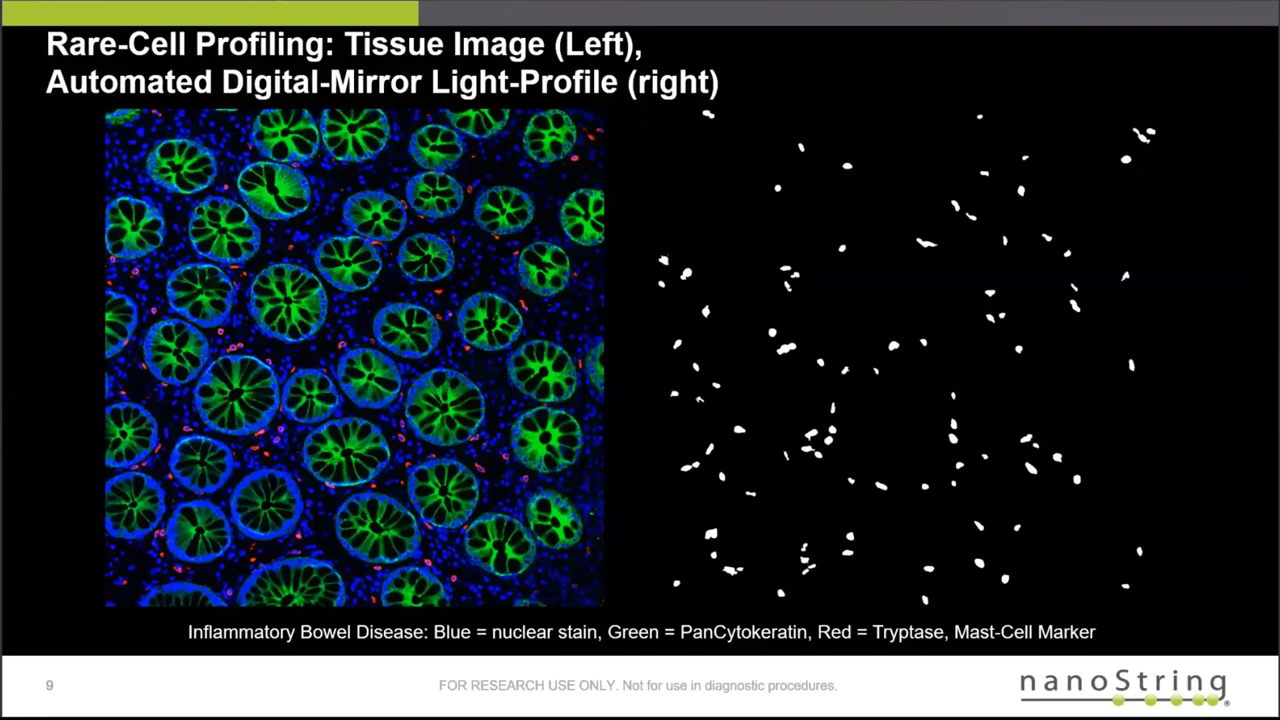 Rare-Cell Profiling: Tissue Image (Left),
Automated Digital-Mirror Light-Profile (right)
Inflammatory Bowel Disease: Blue = nuclear stain, Green = PanCytokeratin, Red = Tryptase, Mast-Cell Marker
9
FOR RESEARCH USE ONLY. Not for use in diagnostic procedures.
nanoString®